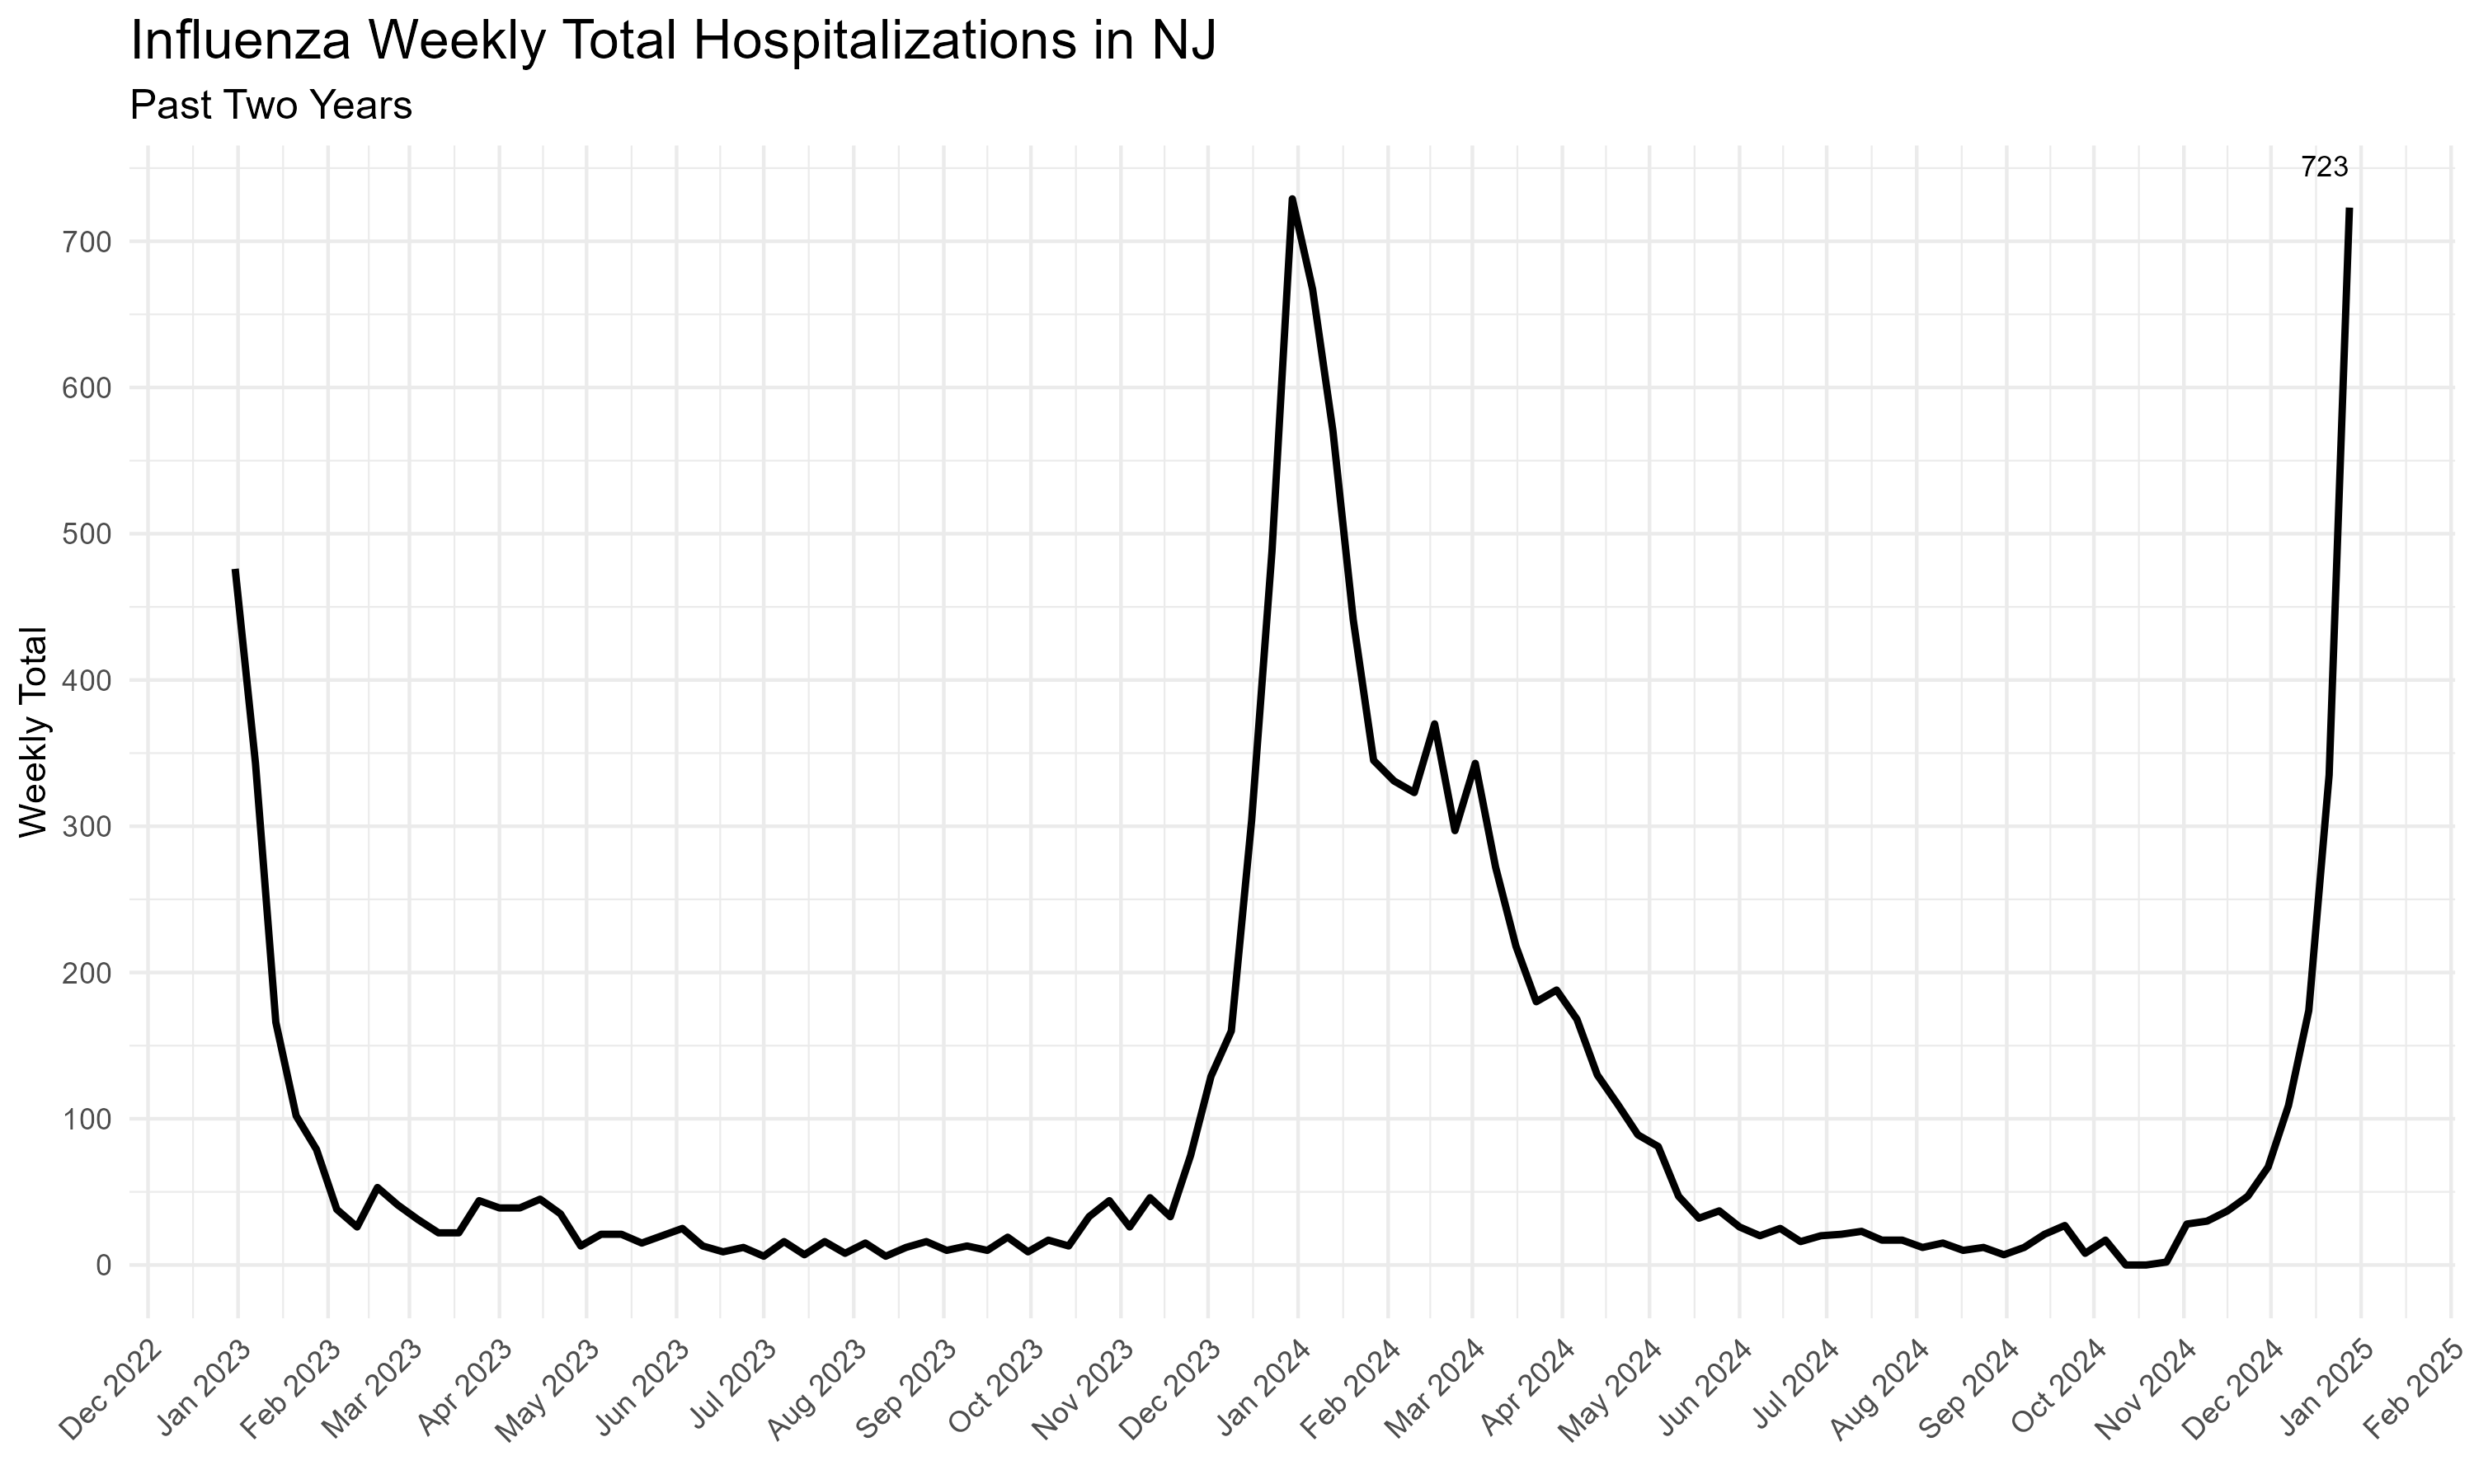 Influenza Weekly Total Hospitalizations in NJ
Past Two Years
723
700
600
500
400
300
200
100
0
Weekly Total
Dec 2022
Jan 2023
Feb 2023
Mar 2023
Apr 2023
May 2023
Jun 2023
Jul 2023
Aug 2023
Sep 2023
Oct 2023
Nov 2023
Dec 2023
Jan 2024
Feb 2024
Mar 2024
Apr 2024
May 2024
Jun 2024
Jul 2024
Aug 2024
Sep 2024
Oct 2024
Nov 2024
Dec 2024
Jan 2025
Feb 2025